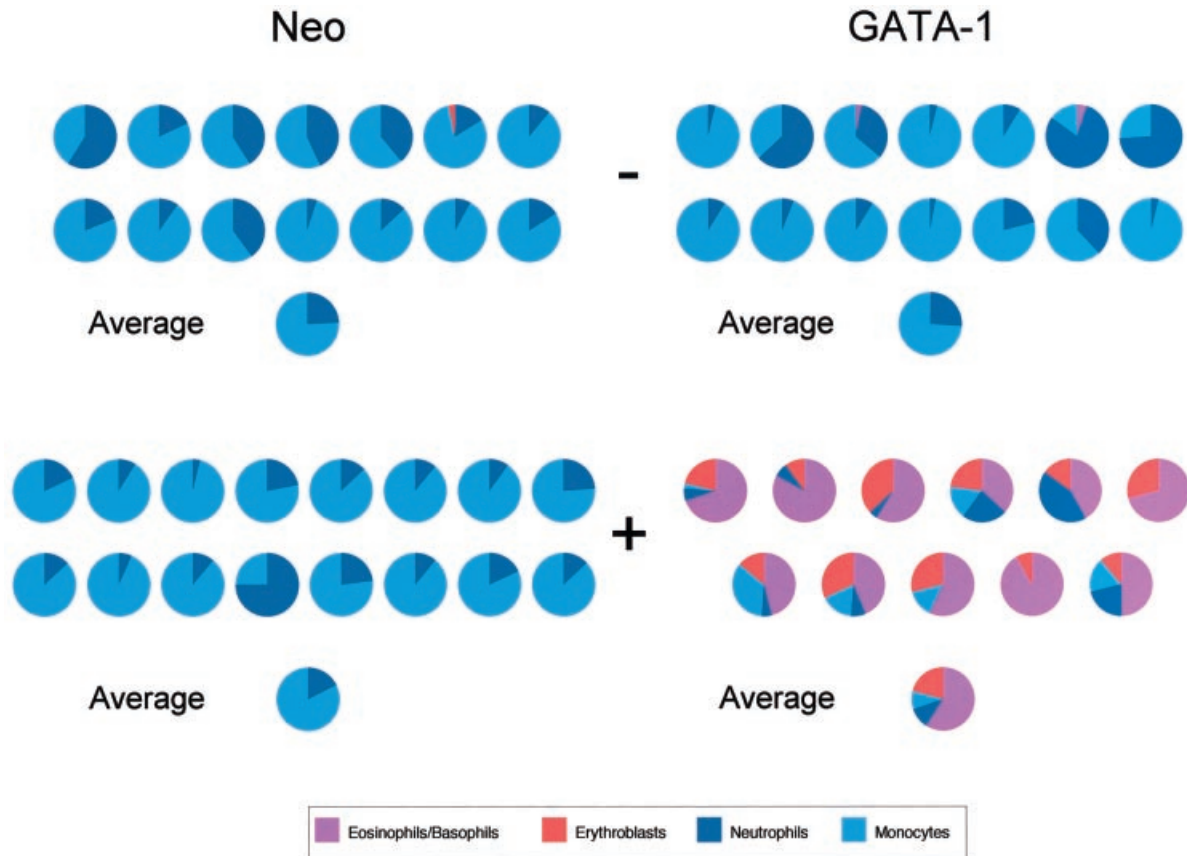 Neo
GATA-1
-
Average
Average
+
Average
Average
Eosinophils/Basophils
Erythroblasts
Neutrophils
Monocytes